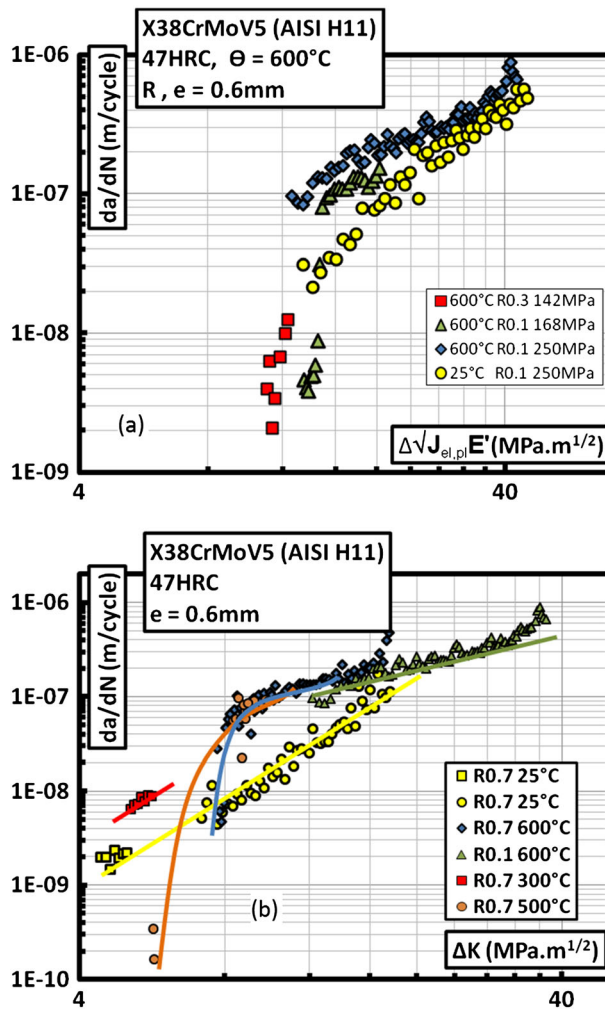 X38CrMoV5 (AISI H11)
47HRC, Θ = 600°C
R , e = 0.6mm
1E-06
1E-07
1E-08
1E-09
da/dN (m/cycle)
600°C R0.3 142MPa
600°C R0.1 168MPa
600°C R0.1 250MPa
25°C R0.1 250MPa
(a)
Δ√Jel,plE'(MPa.m1/2)
4
40
X38CrMoV5 (AISI H11)
47HRC
e = 0.6mm
1E-06
1E-07
1E-08
1E-09
1E-10
da/dN (m/cycle)
R0.7 25°C
R0.7 25°C
R0.7 600°C
R0.1 600°C
R0.7 300°C
R0.7 500°C
(b)
ΔK (MPa.m1/2)
4
40